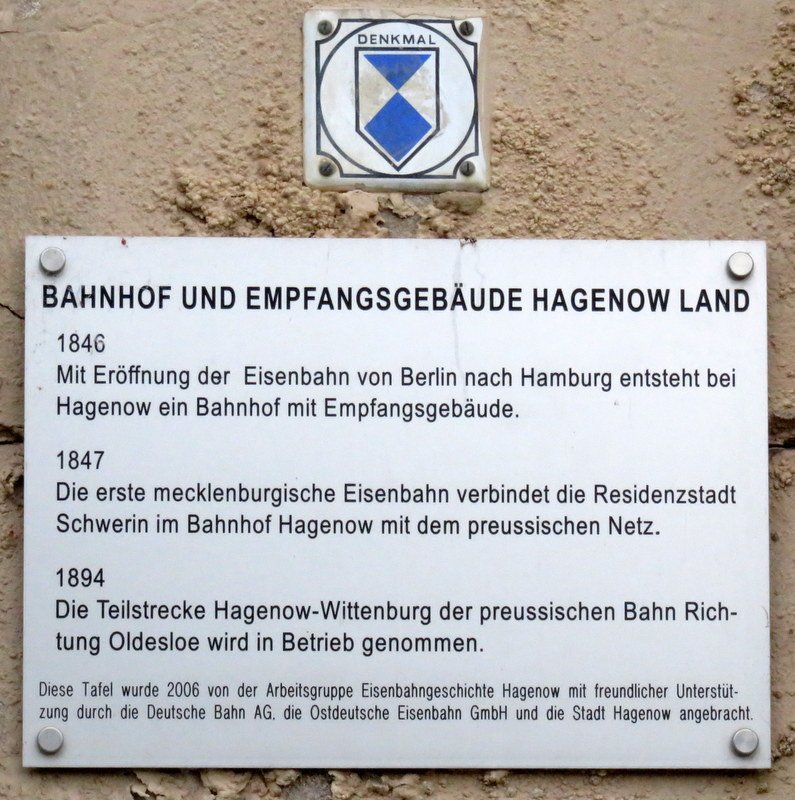 DENKMAL
BAHNHOF UND EMPFANGSGEBÄUDE HAGENOW LAND
1846
Mit Eröffnung der Eisenbahn von Berlin nach Hamburg entsteht bei
Hagenow ein Bahnhof mit Empfangsgebäude.
1847
Die erste mecklenburgische Eisenbahn verbindet die Residenzstadt
Schwerin im Bahnhof Hagenow mit dem preussischen Netz.
1894
Die Teilstrecke Hagenow-Wittenburg der preussischen Bahn Rich-
tung Oldesloe wird in Betrieb genommen.
Diese Tafel wurde 2006 von der Arbeitsgruppe Eisenbahngeschichte Hagenow mit freundlicher Unterstüt-
zung durch die Deutsche Bahn AG, die Ostdeutsche Eisenbahn GmbH und die Stadt Hagenow angebracht.